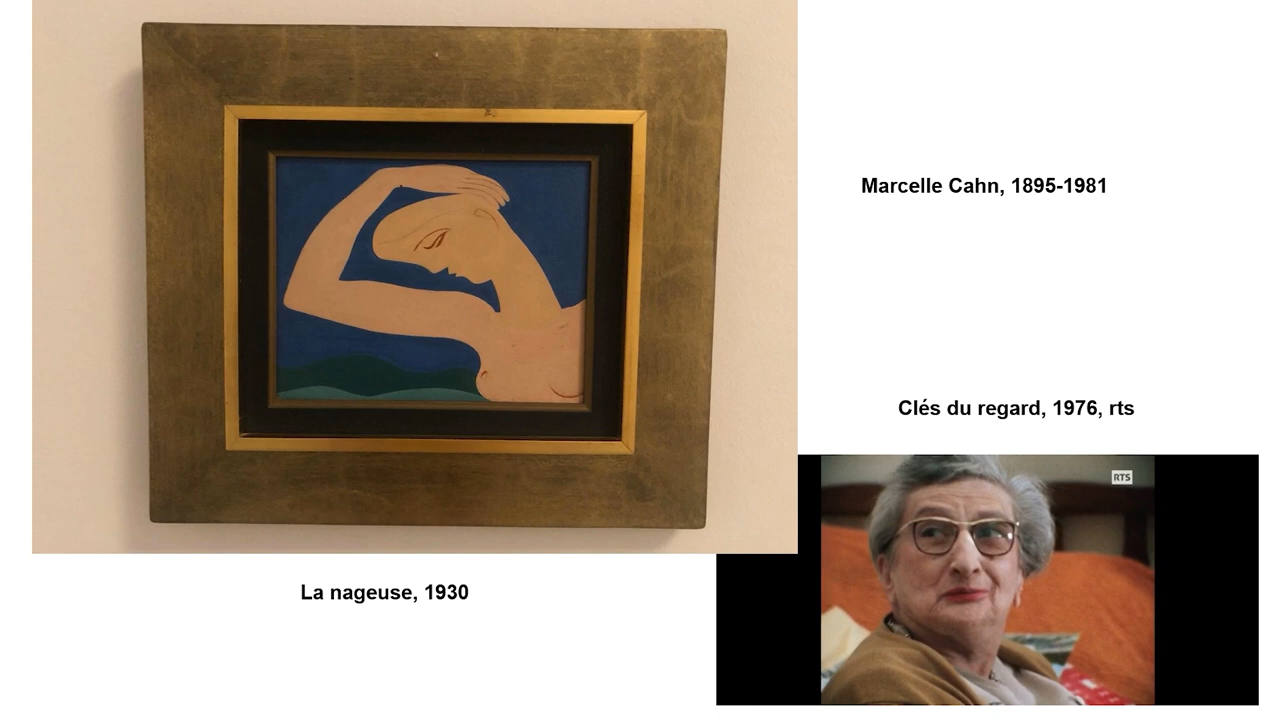 Marcelle Cahn, 1895-1981
Clés du regard, 1976, rts
RTS
La nageuse, 1930